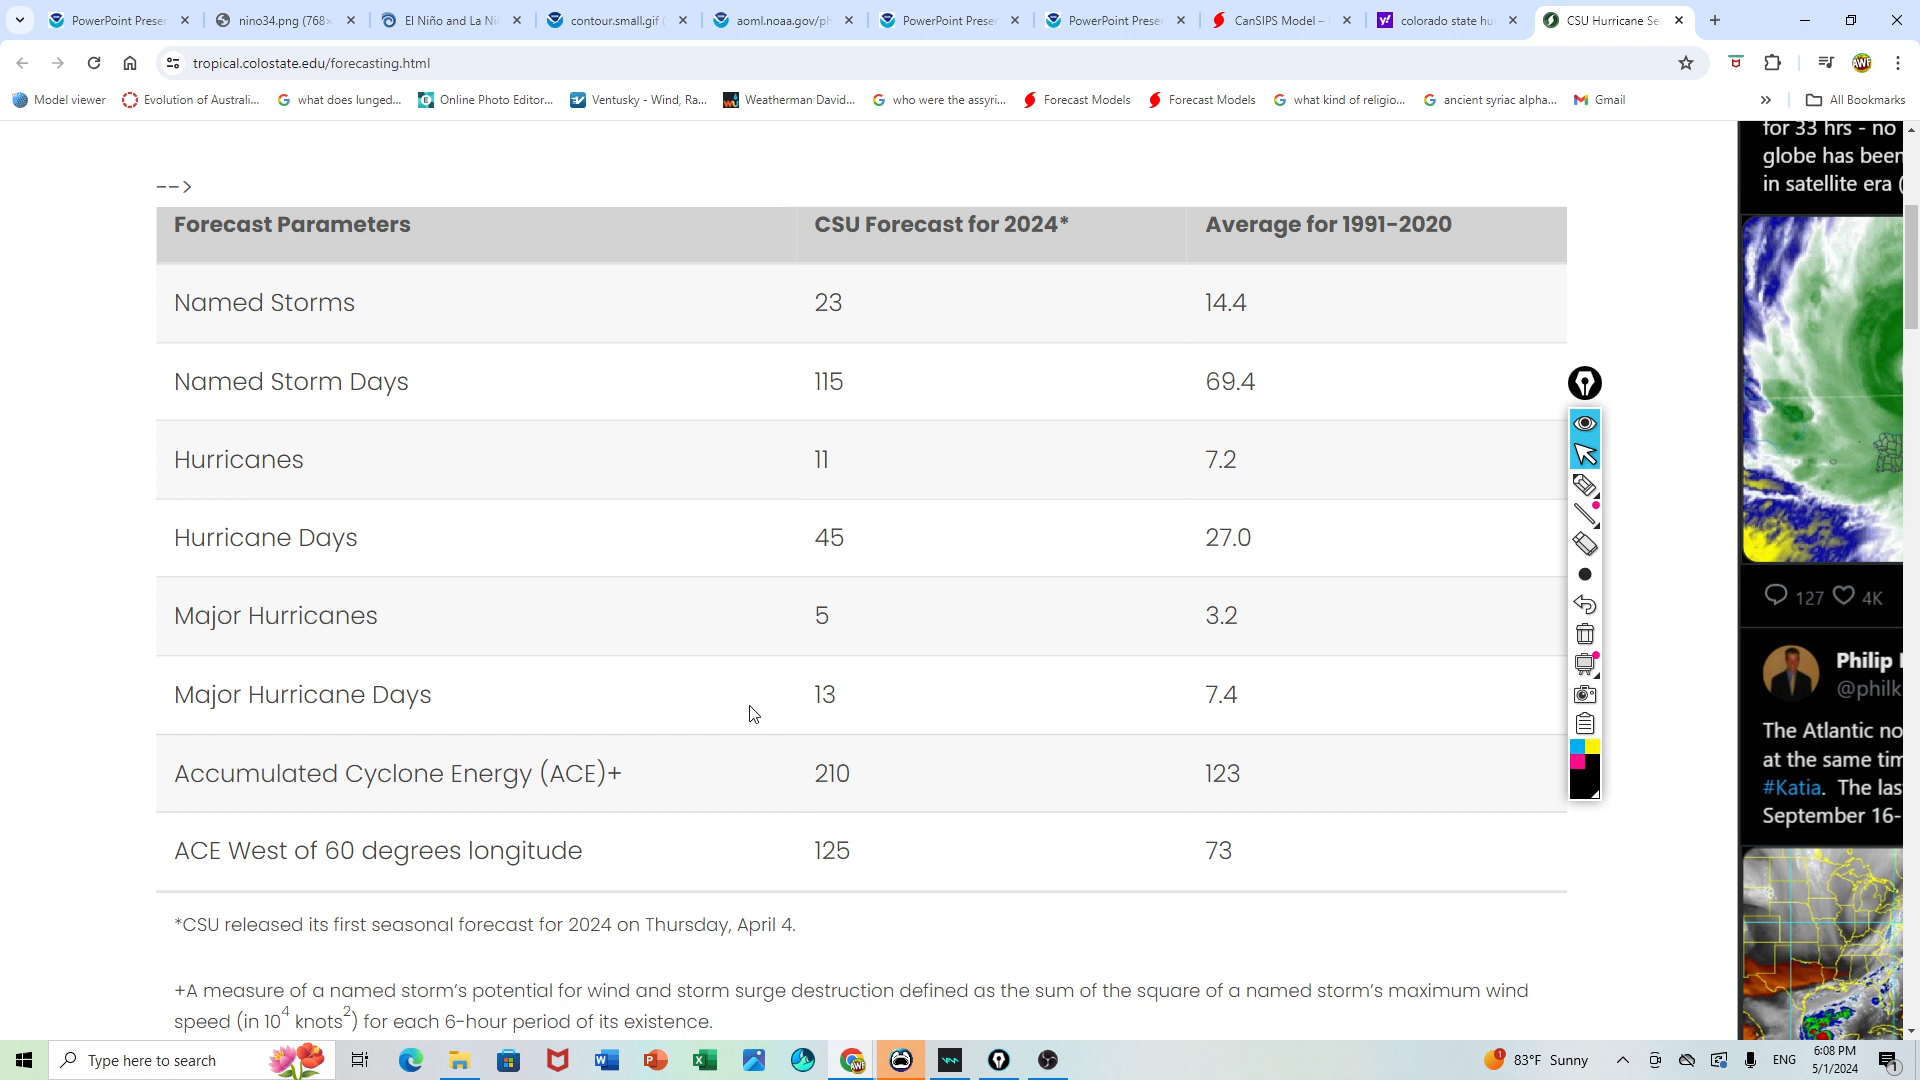 PowerPoint Preser
nino34.png (768×
El Niño and La Niñ
contour.small.gif (
aoml.noaa.gov/ph
PowerPoint Prese
PowerPoint Prese
CanSIPS Model –
colorado state hu
CSU Hurricane Se
tropical.colostate.edu/forecasting.html
Model viewer
Evolution of Australi...
what does lunged...
Online Photo Editor...
Ventusky - Wind, Ra...
Weatherman David...
who were the assyri...
Forecast Models
Forecast Models
what kind of religio...
ancient syriac alpha...
Gmail
All Bookmarks
-->
Forecast Parameters CSU Forecast for 2024* Average for 1991-2020
Named Storms 23 14.4
Named Storm Days 115 69.4
Hurricanes 11 7.2
Hurricane Days 45 27.0
Major Hurricanes 5 3.2
Major Hurricane Days 13 7.4
Accumulated Cyclone Energy (ACE)+ 210 123
ACE West of 60 degrees longitude 125 73
*CSU released its first seasonal forecast for 2024 on Thursday, April 4.
+A measure of a named storm's potential for wind and storm surge destruction defined as the sum of the square of a named storm's maximum wind
speed (in 10⁴ knots²) for each 6-hour period of its existence.
for 33 hrs - no
globe has been
in satellite era (
127 4K
Philip
@philk
The Atlantic no
at the same tim
#Katia. The las
September 16-
Type here to search
83°F Sunny
ENG
6:08 PM
5/1/2024